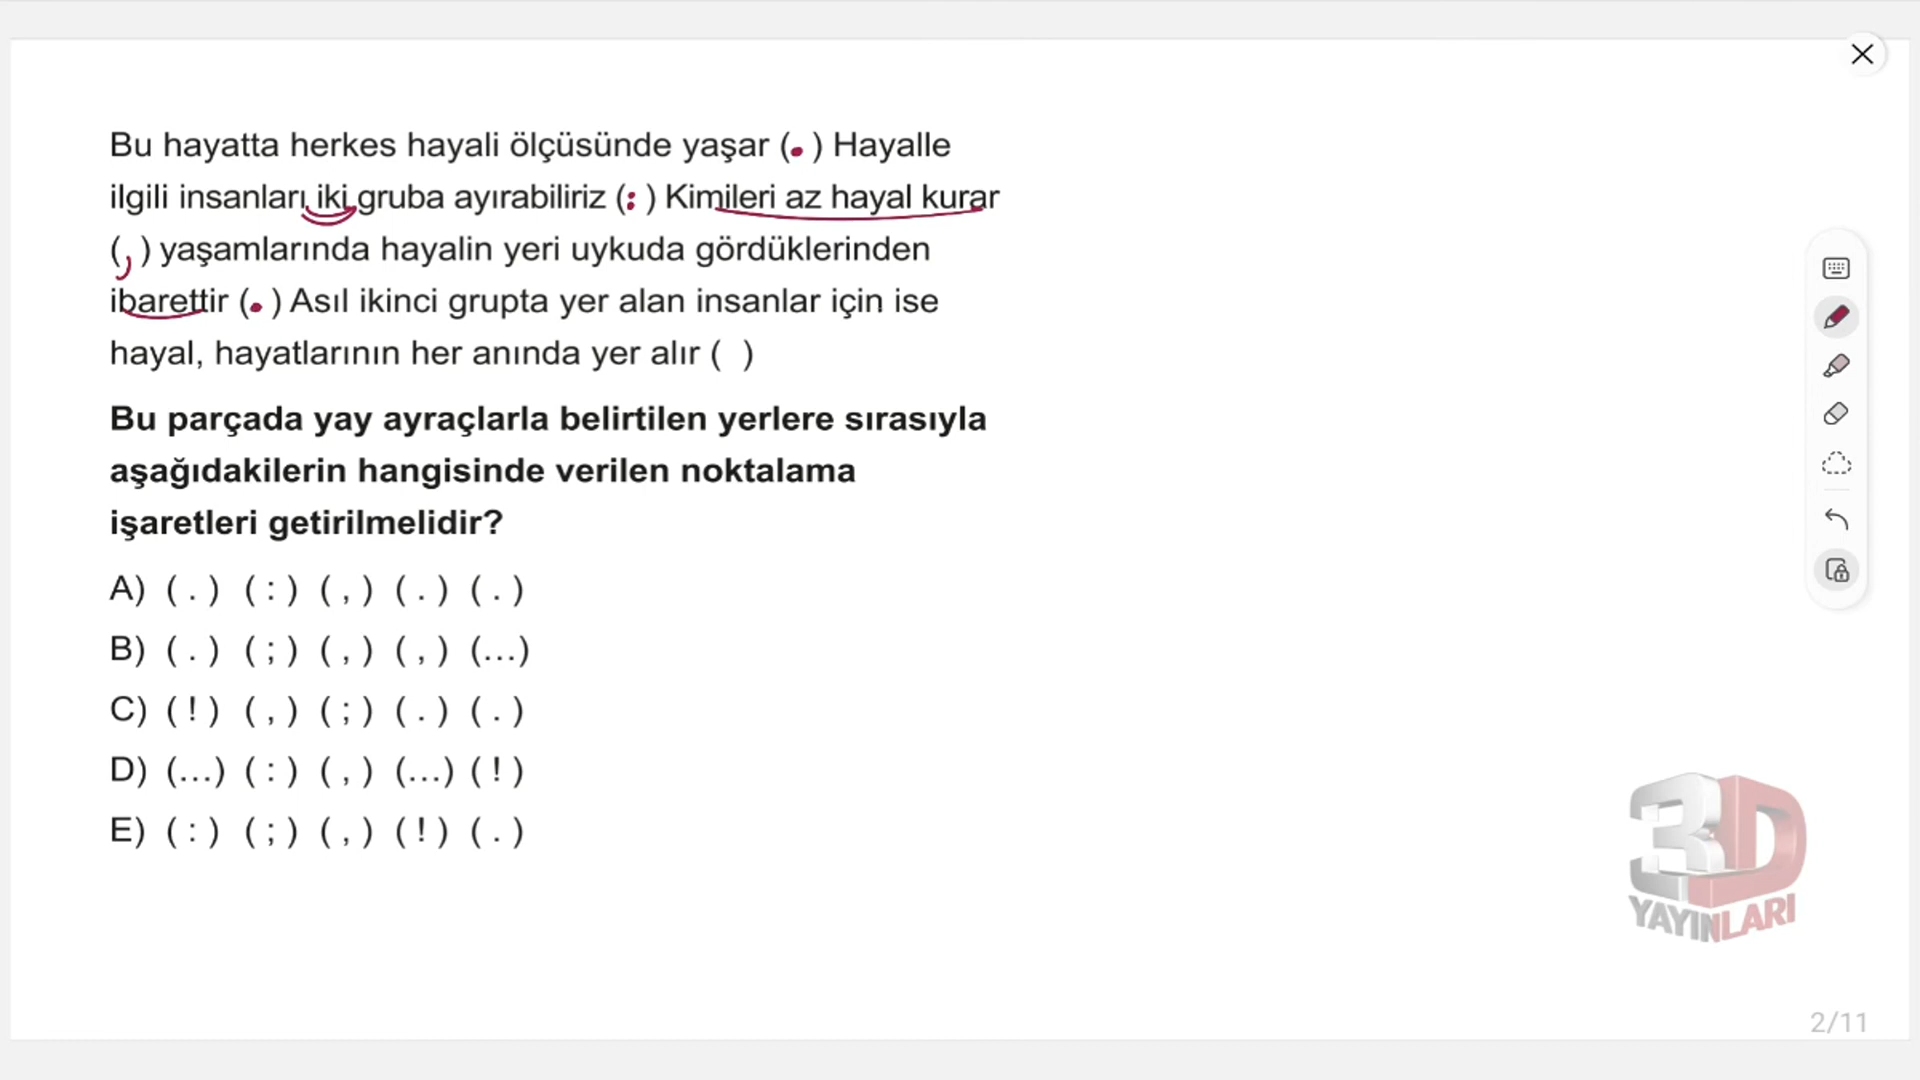 Bu hayatta herkes hayali ölçüsünde yaşar (.) Hayalle
ilgili insanları iki gruba ayırabiliriz (:) Kimileri az hayal kurar
(,) yaşamlarında hayalin yeri uykuda gördüklerinden
ibarettir (.) Asıl ikinci grupta yer alan insanlar için ise
hayal, hayatlarının her anında yer alır ( )
Bu parçada yay ayraçlarla belirtilen yerlere sırasıyla
aşağıdakilerin hangisinde verilen noktalama
işaretleri getirilmelidir?
A) ( . ) ( : ) ( , ) ( . ) ( . )
B) ( . ) ( ; ) ( , ) ( , ) (...)
C) ( ! ) ( , ) ( ; ) ( . ) ( . )
D) (...) ( : ) ( , ) (...) ( ! )
E) ( : ) ( ; ) ( , ) ( ! ) ( . )
3D
YAYINLARI
2/11